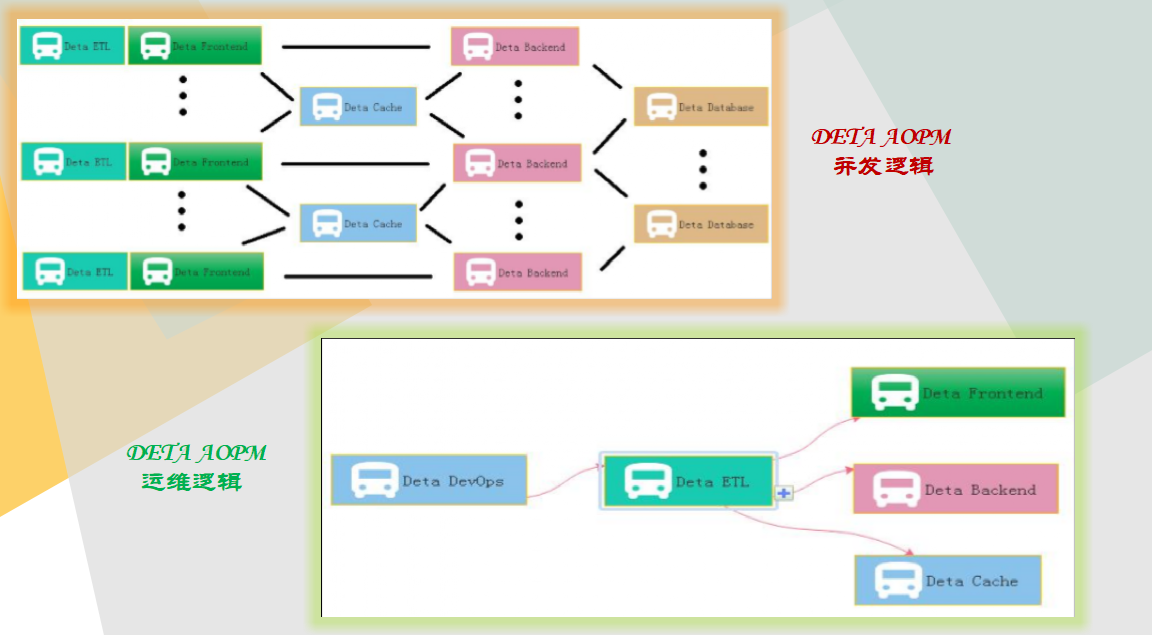 Deta ETL Deta Frontend Deta Backend
Deta Cache Deta Database
DETA AOPM
并发逻辑
Deta ETL Deta Frontend Deta Backend
Deta Cache Deta Database
Deta ETL Deta Frontend Deta Backend
Deta Frontend
DETA AOPM
运维逻辑
Deta DevOps Deta ETL Deta Backend
Deta Cache